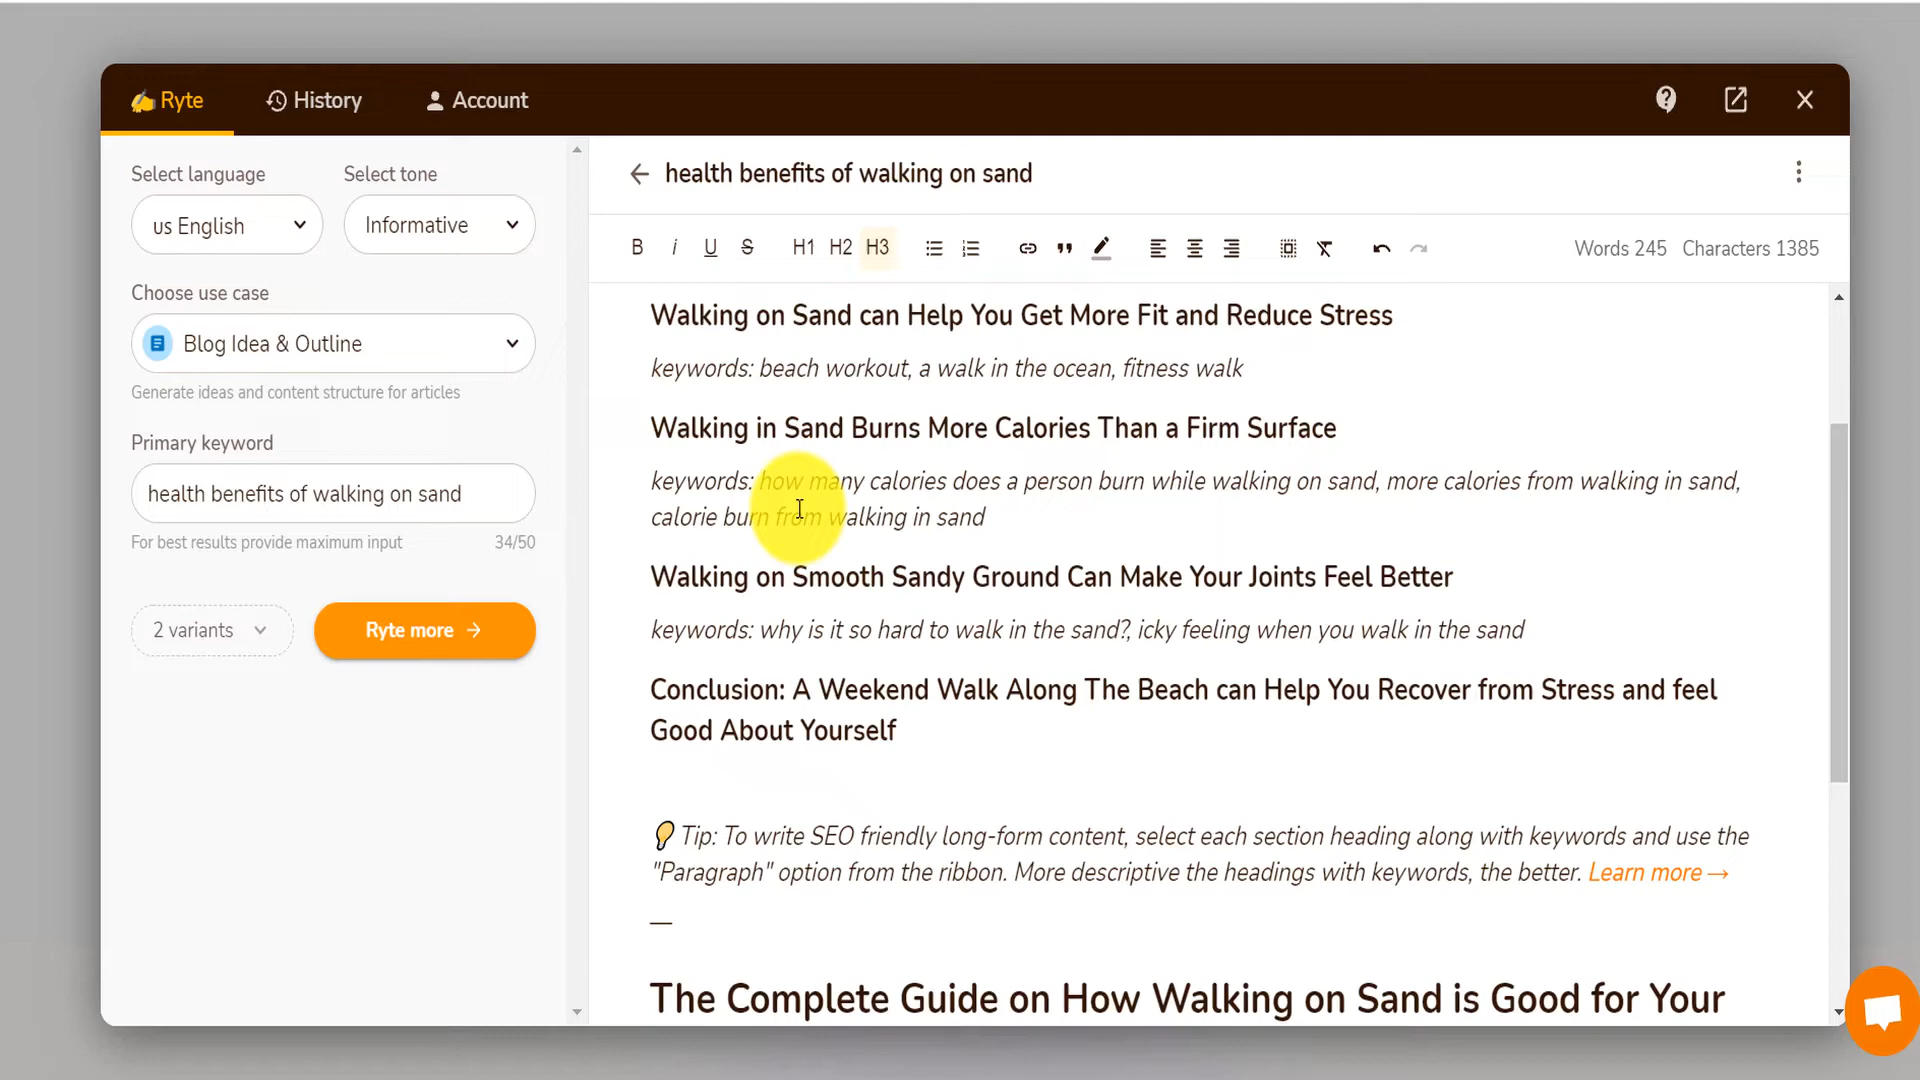 Ryte
History
Account
Select language
Select tone
us English
Informative
Choose use case
Blog Idea & Outline
Generate ideas and content structure for articles
Primary keyword
health benefits of walking on sand
For best results provide maximum input
34/50
2 variants
Ryte more →
health benefits of walking on sand
B i U S H1 H2 H3
Words 245 Characters 1385
Walking on Sand can Help You Get More Fit and Reduce Stress
keywords: beach workout, a walk in the ocean, fitness walk
Walking in Sand Burns More Calories Than a Firm Surface
keywords: how many calories does a person burn while walking on sand, more calories from walking in sand,
calorie burn from walking in sand
Walking on Smooth Sandy Ground Can Make Your Joints Feel Better
keywords: why is it so hard to walk in the sand?, icky feeling when you walk in the sand
Conclusion: A Weekend Walk Along The Beach can Help You Recover from Stress and feel
Good About Yourself
Tip: To write SEO friendly long-form content, select each section heading along with keywords and use the
"Paragraph" option from the ribbon. More descriptive the headings with keywords, the better. Learn more →
—
The Complete Guide on How Walking on Sand is Good for Your